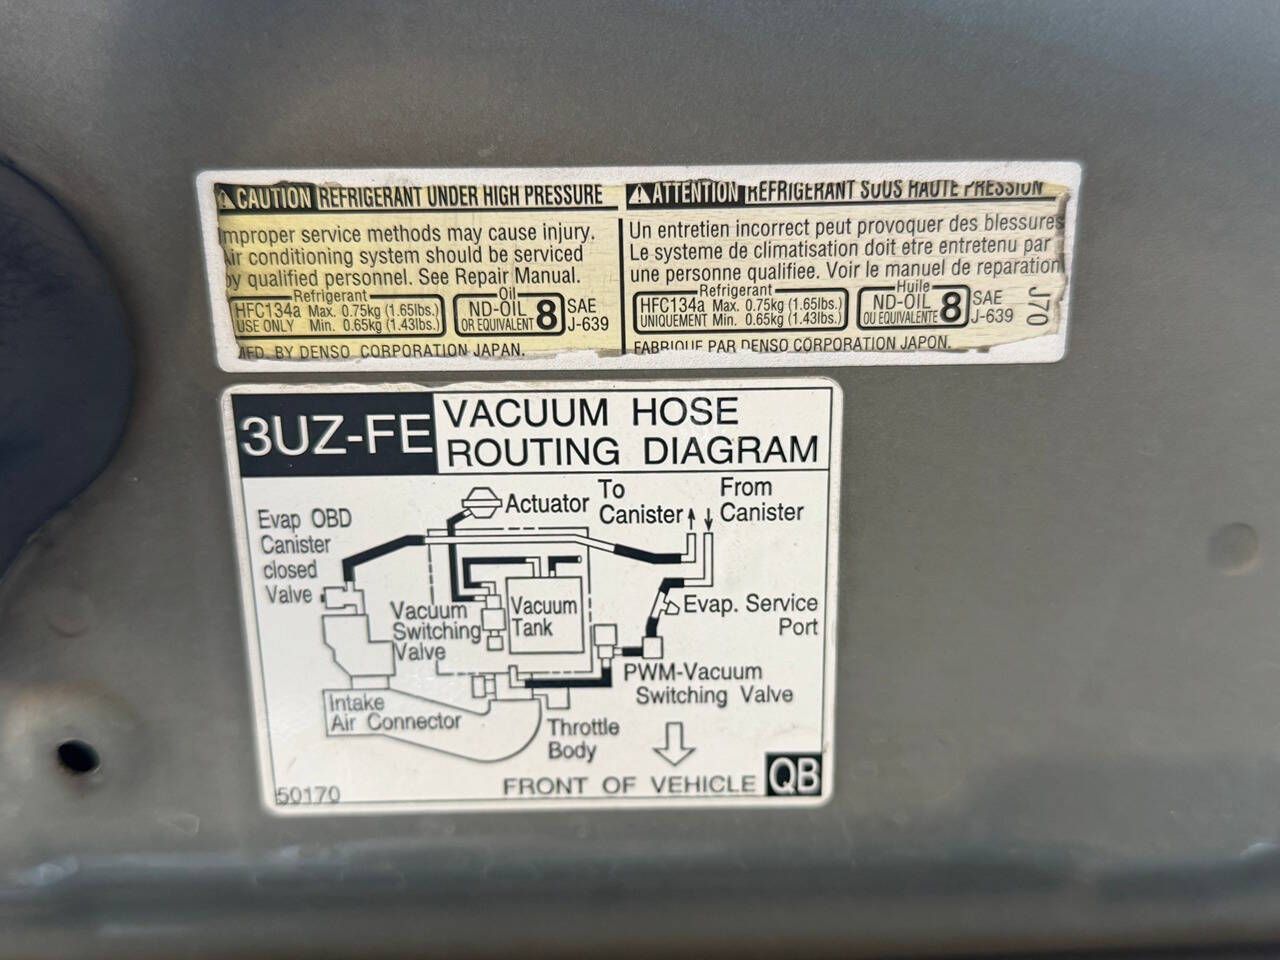 CAUTION REFRIGERANT UNDER HIGH PRESSURE
mproper service methods may cause injury.
Air conditioning system should be serviced
by qualified personnel. See Repair Manual.
Refrigerant
HFC134a Max. 0.75kg (1.65lbs.)
USE ONLY Min. 0.65kg (1.43lbs.)
Oil
ND-OIL 8
OR EQUIVALENT
SAE
J-639
MFD. BY DENSO CORPORATION JAPAN.
ATTENTION REFRIGERANT SOUS HAUTE PRESSION
Un entretien incorrect peut provoquer des blessures
Le systeme de climatisation doit etre entretenu par
une personne qualifiee. Voir le manuel de reparation
Refrigerant
HFC134a Max. 0.75kg (1.65lbs.)
UNIQUEMENT Min. 0.65kg (1.43lbs.)
Huile
ND-OIL 8
OU EQUIVALENTE
SAE
J-639
J70
FABRIQUE PAR DENSO CORPORATION JAPON.
3UZ-FE
VACUUM HOSE
ROUTING DIAGRAM
Actuator
To
Canister
From
Canister
Evap OBD
Canister
closed
Valve
Vacuum
Switching
Valve
Vacuum
Tank
Evap. Service
Port
PWM-Vacuum
Switching Valve
Intake
Air Connector
Throttle
Body
FRONT OF VEHICLE
QB
50170